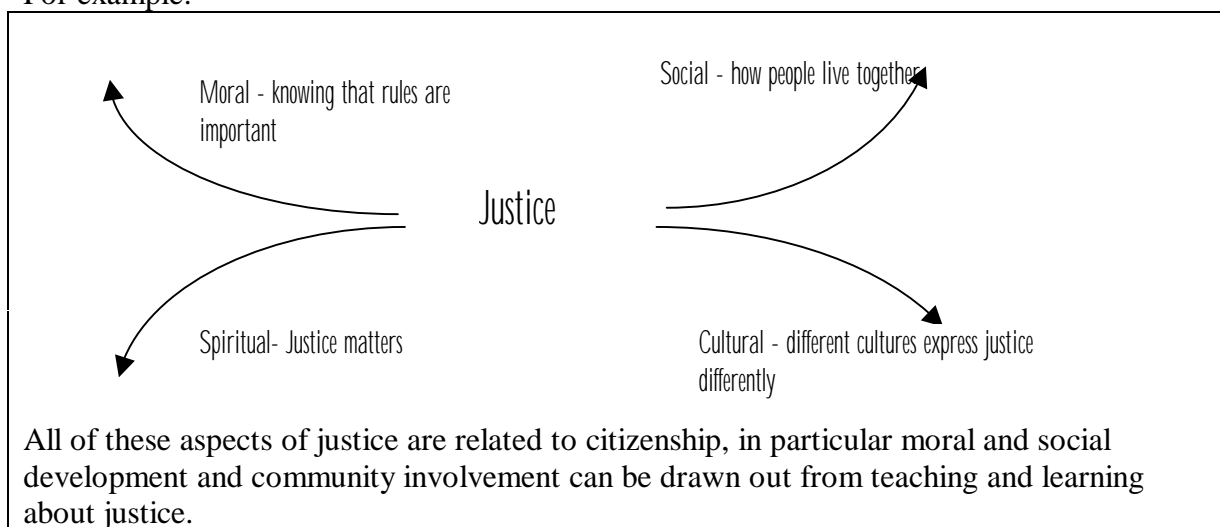 For example:
Moral - knowing that rules are
important
Social - how people live together
Justice
Spiritual- Justice matters
Cultural - different cultures express justice
differently
All of these aspects of justice are related to citizenship, in particular moral and social
development and community involvement can be drawn out from teaching and learning
about justice.